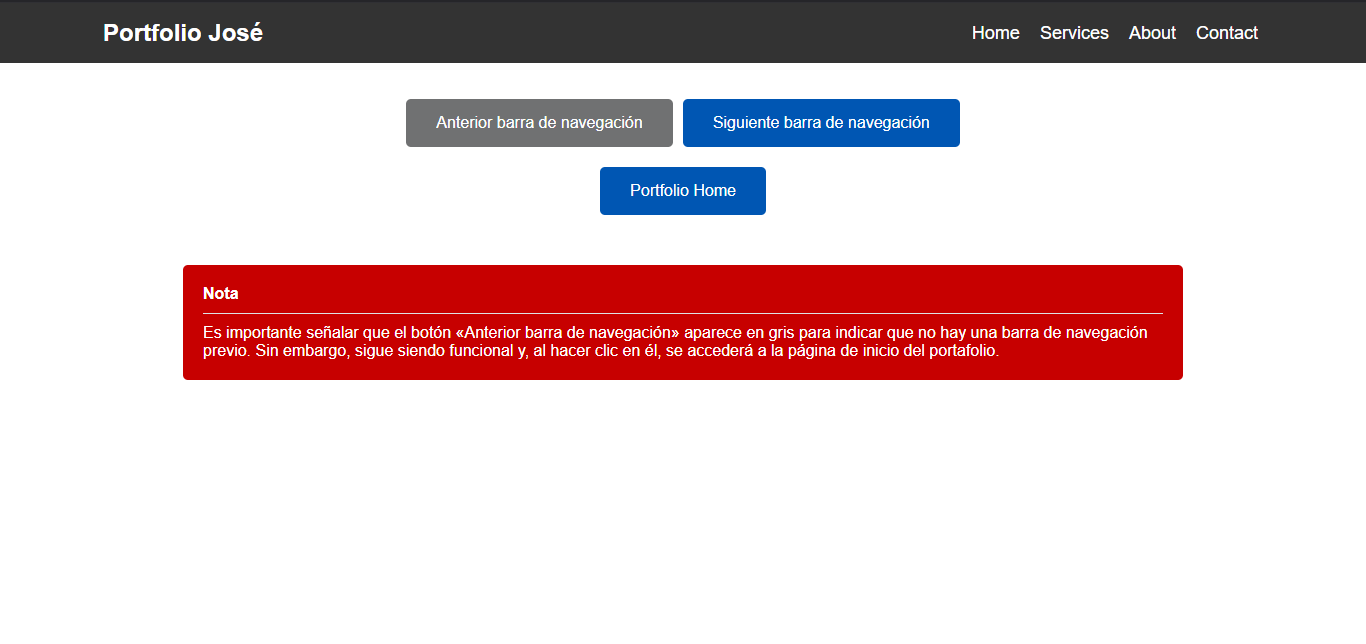 Portfolio José
Home Services About Contact
Anterior barra de navegación
Siguiente barra de navegación
Portfolio Home
Nota
Es importante señalar que el botón «Anterior barra de navegación» aparece en gris para indicar que no hay una barra de navegación
previo. Sin embargo, sigue siendo funcional y, al hacer clic en él, se accederá a la página de inicio del portafolio.